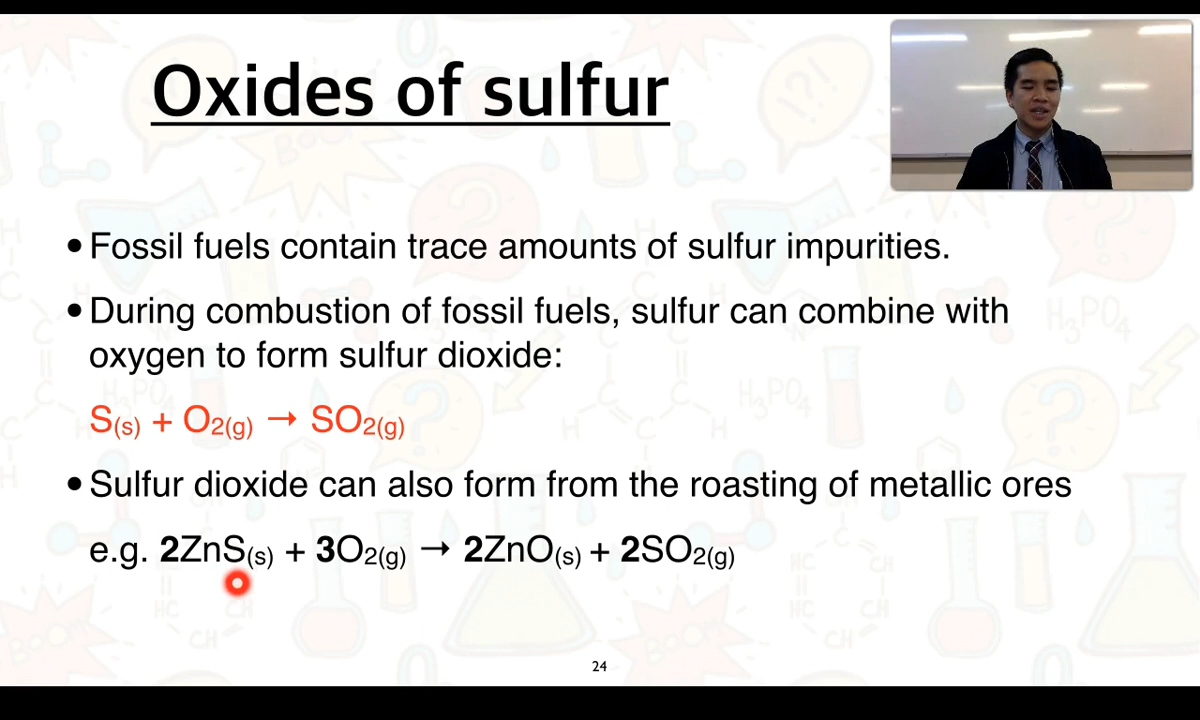 Oxides of sulfur
• Fossil fuels contain trace amounts of sulfur impurities.
• During combustion of fossil fuels, sulfur can combine with
oxygen to form sulfur dioxide:
S(s) + O2(g) → SO2(g)
• Sulfur dioxide can also form from the roasting of metallic ores
e.g. 2ZnS(s) + 3O2(g) → 2ZnO(s) + 2SO2(g)
24